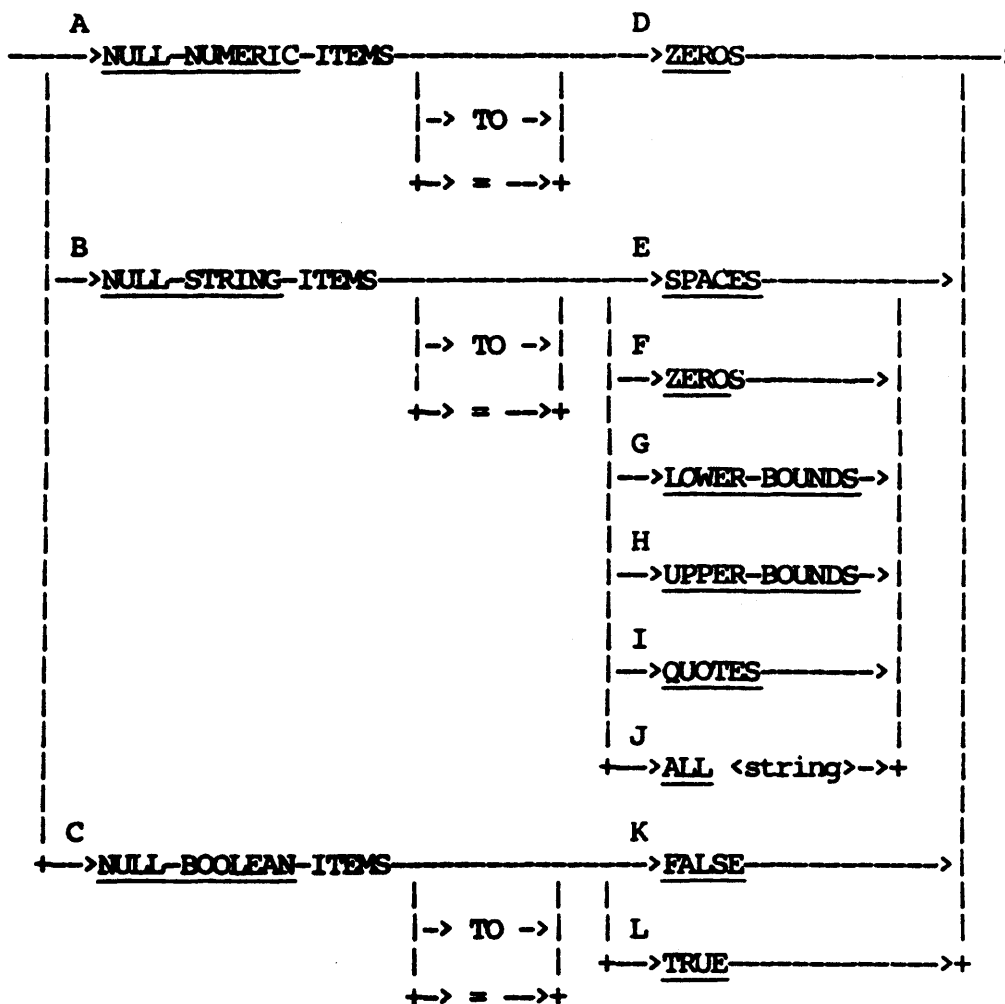 A D
NULL-NUMERIC-ITEMS ZEROS
TO
=
B E
NULL-STRING-ITEMS SPACES
TO F
ZEROS
=
G
LOWER-BOUNDS
H
UPPER-BOUNDS
I
QUOTES
J
ALL <string>
C K
NULL-BOOLEAN-ITEMS FALSE
TO L
TRUE
=